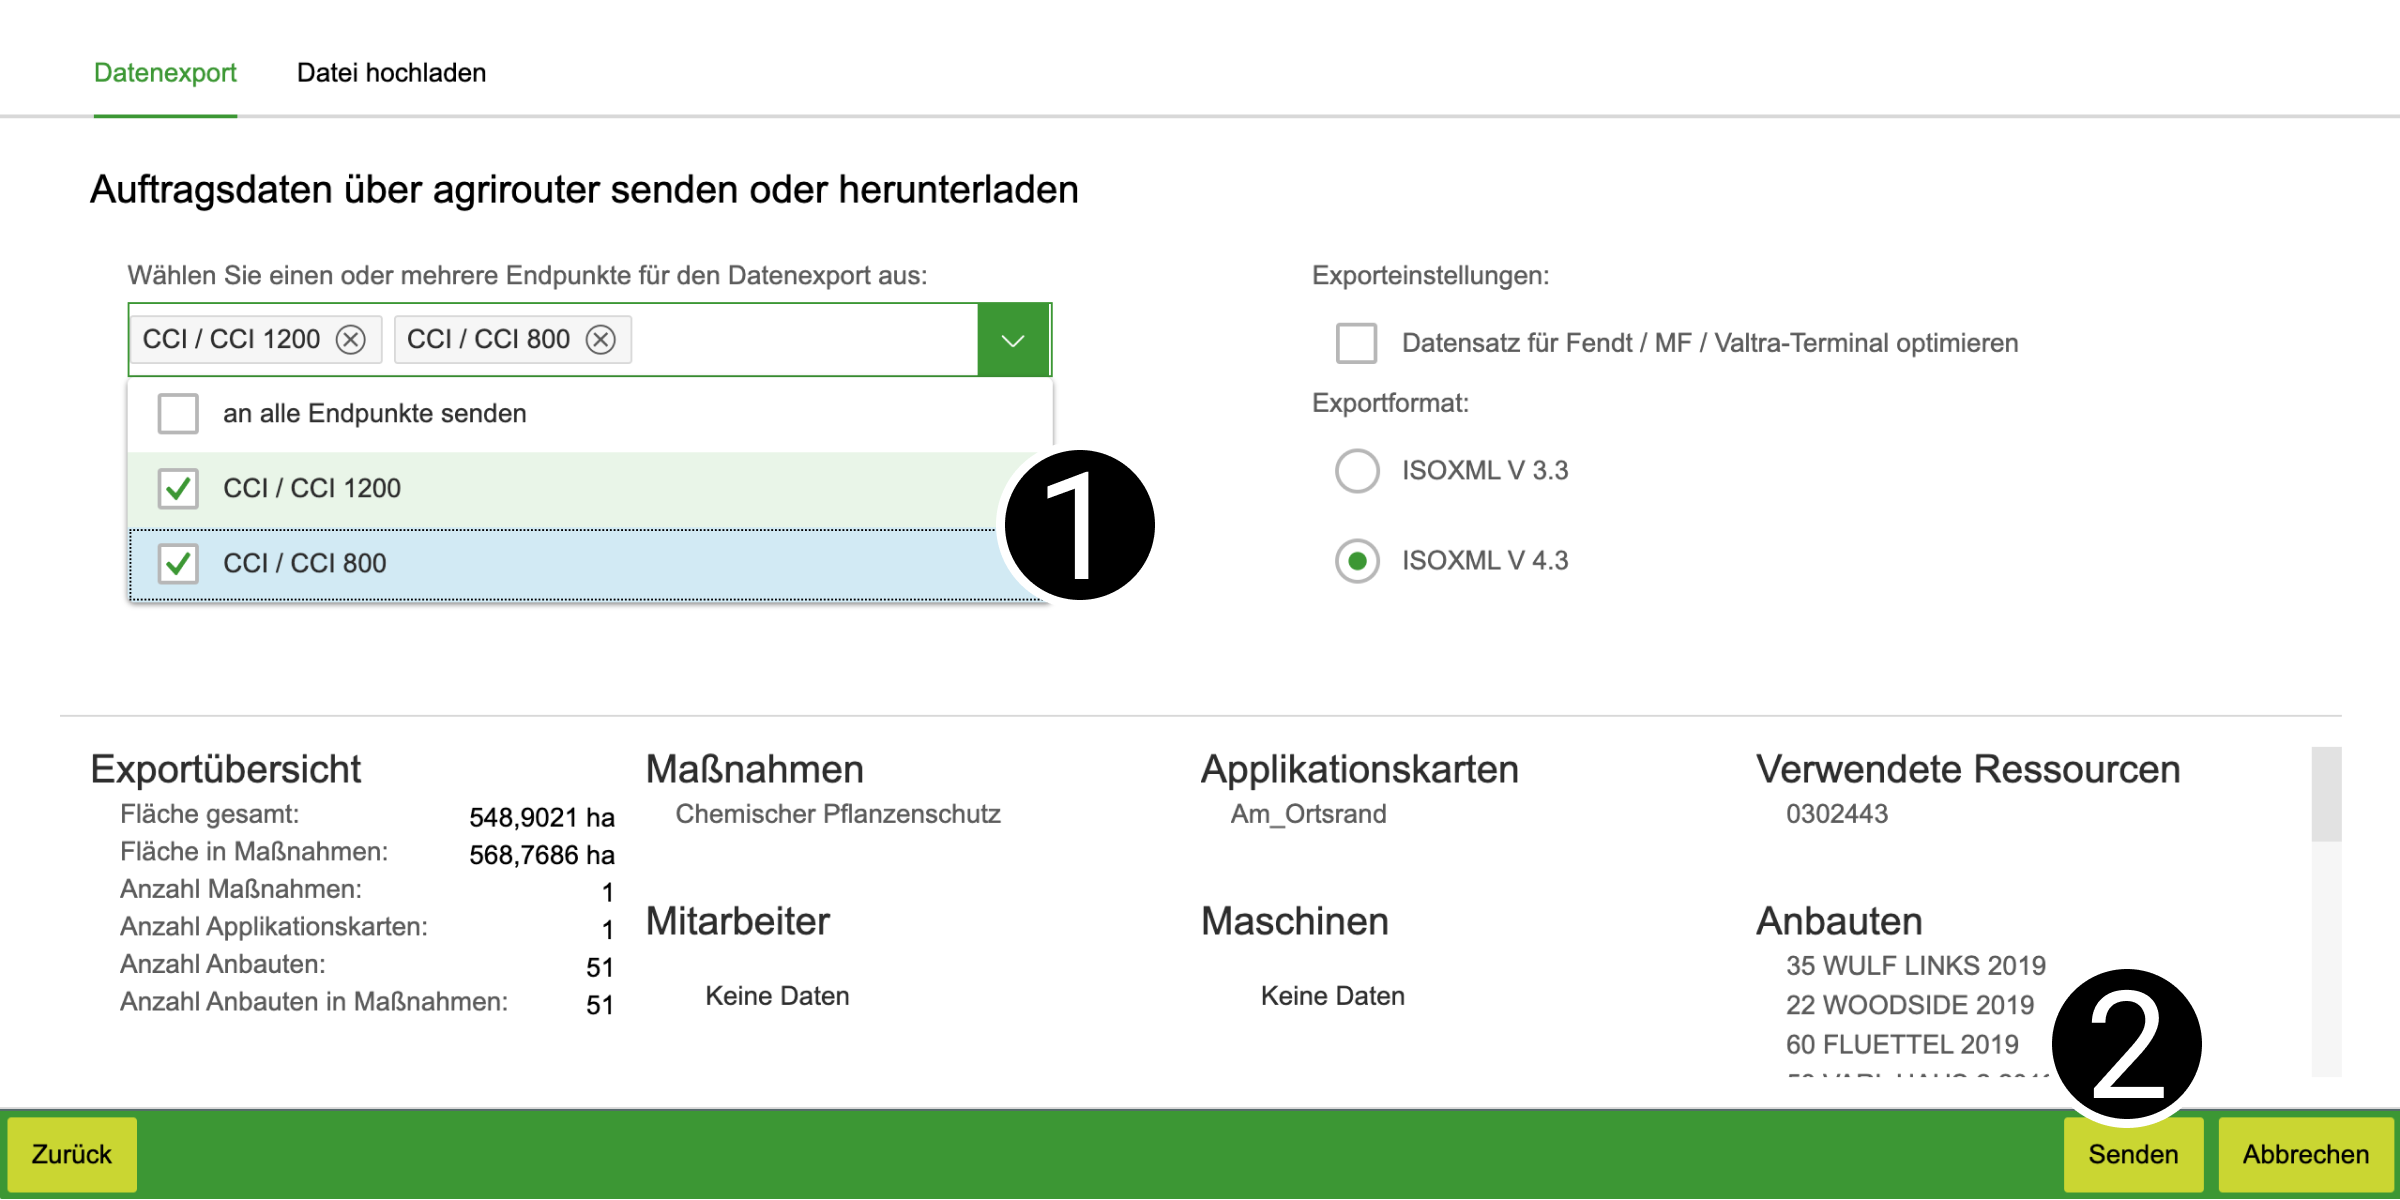 Datenexport
Datei hochladen
Auftragsdaten über agrirouter senden oder herunterladen
Wählen Sie einen oder mehrere Endpunkte für den Datenexport aus:
CCI / CCI 1200
CCI / CCI 800
an alle Endpunkte senden
CCI / CCI 1200
CCI / CCI 800
1
Exporteinstellungen:
Datensatz für Fendt / MF / Valtra-Terminal optimieren
Exportformat:
ISOXML V 3.3
ISOXML V 4.3
Exportübersicht
Fläche gesamt: 548,9021 ha
Fläche in Maßnahmen: 568,7686 ha
Anzahl Maßnahmen: 1
Anzahl Applikationskarten: 1
Anzahl Anbauten: 51
Anzahl Anbauten in Maßnahmen: 51
Maßnahmen
Chemischer Pflanzenschutz
Applikationskarten
Am_Ortsrand
Verwendete Ressourcen
0302443
Mitarbeiter
Keine Daten
Maschinen
Keine Daten
Anbauten
35 WULF LINKS 2019
22 WOODSIDE 2019
60 FLUETTEL 2019
2
Zurück
Senden
Abbrechen